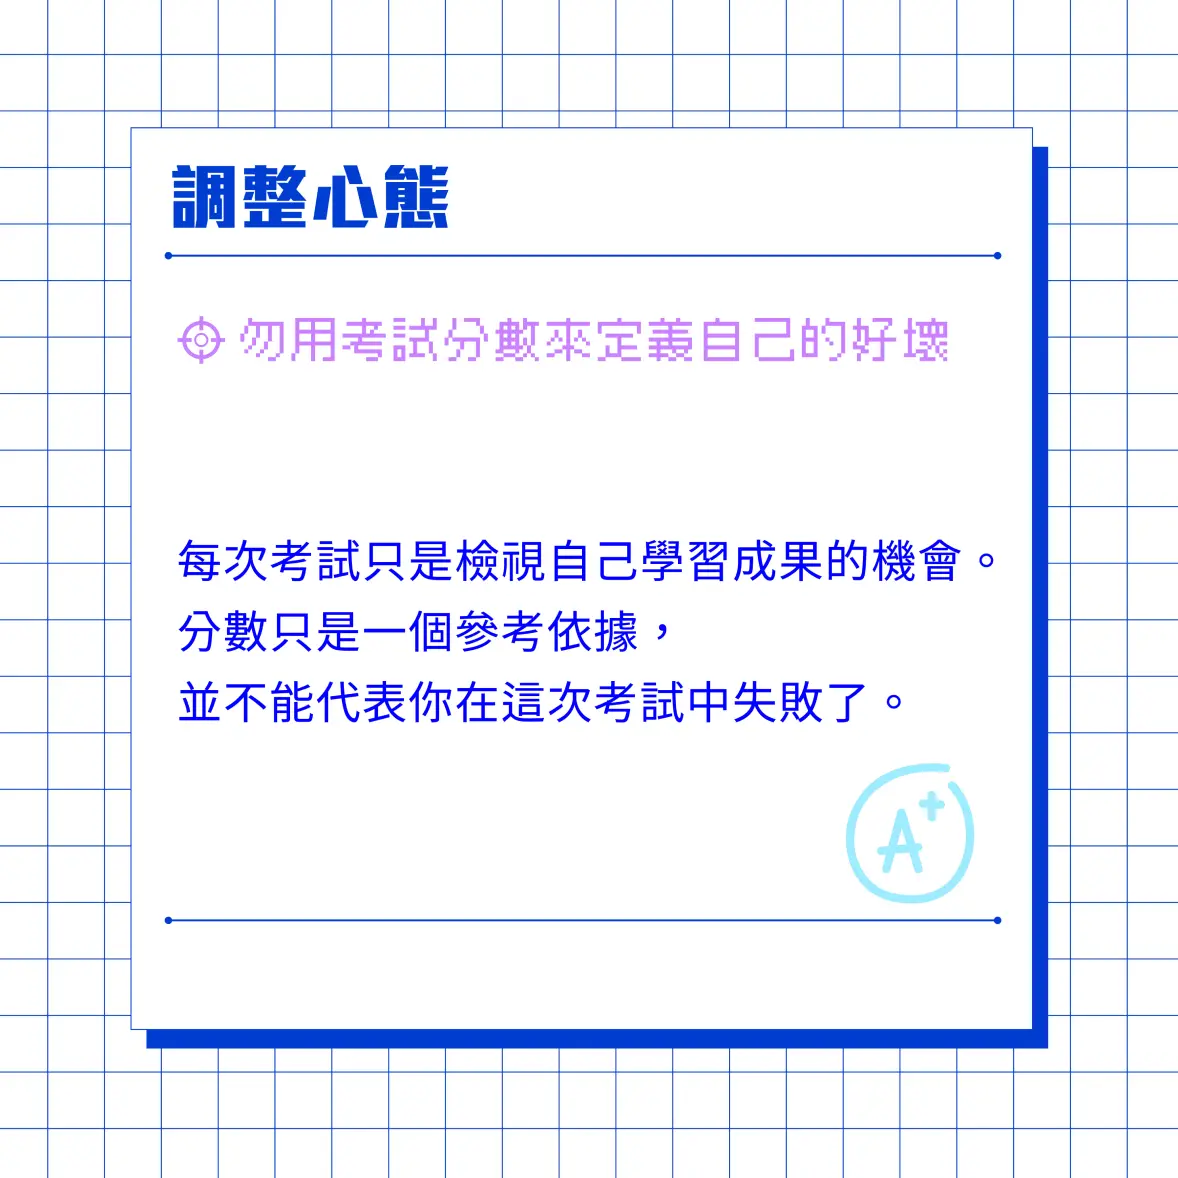 調整心態
勿用考試分數來定義自己的好壞
每次考試只是檢視自己學習成果的機會。
分數只是一個參考依據，
並不能代表你在這次考試中失敗了。
A+